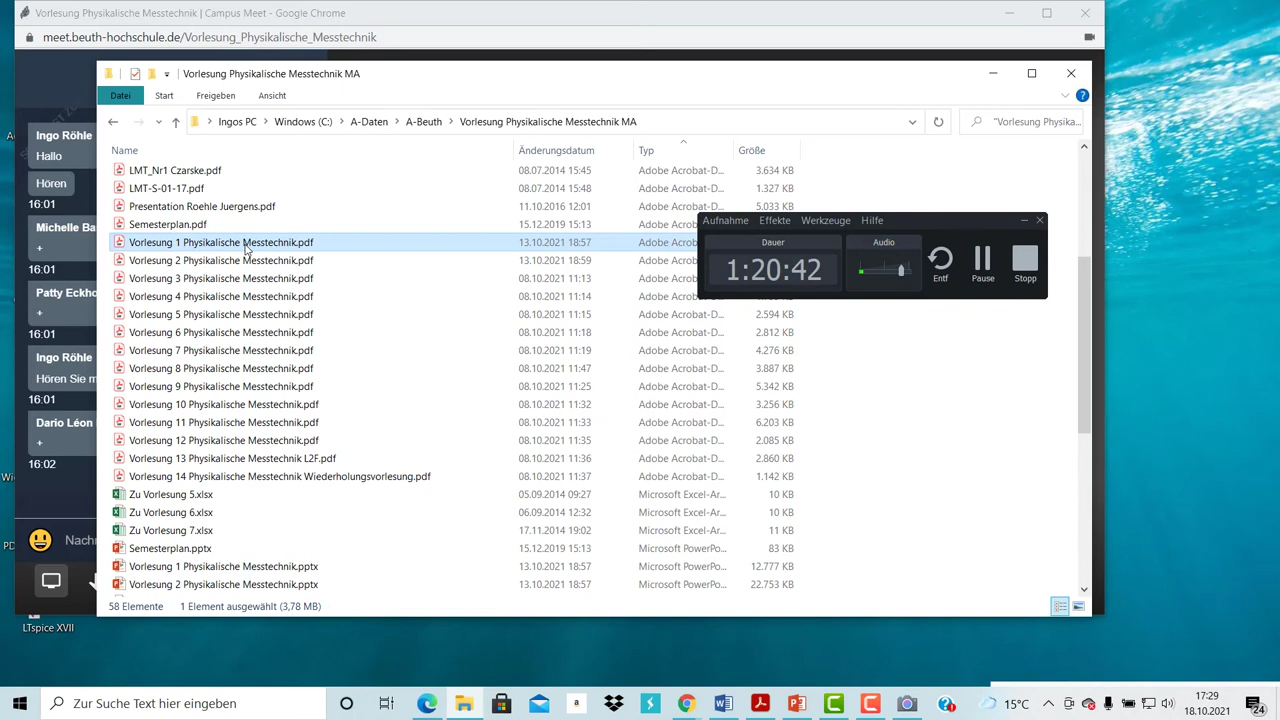 Vorlesung Physikalische Messtechnik | Campus Meet - Google Chrome
meet.beuth-hochschule.de/Vorlesung_Physikalische_Messtechnik
Vorlesung Physikalische Messtechnik MA
Datei Start Freigeben Ansicht
Ingos PC > Windows (C:) > A-Daten > A-Beuth > Vorlesung Physikalische Messtechnik MA
"Vorlesung Physika...
Name Änderungsdatum Typ Größe
LMT_Nr1 Czarske.pdf 08.07.2014 15:45 Adobe Acrobat-D... 3.634 KB
LMT-S-01-17.pdf 08.07.2014 15:48 Adobe Acrobat-D... 1.327 KB
Presentation Roehle Juergens.pdf 11.10.2016 12:01 Adobe Acrobat-D... 5.033 KB
Semesterplan.pdf 15.12.2019 15:13 Adobe Acrobat-D...
Vorlesung 1 Physikalische Messtechnik.pdf 13.10.2021 18:57 Adobe Acro
Vorlesung 2 Physikalische Messtechnik.pdf 13.10.2021 18:59 Adobe Acro
Vorlesung 3 Physikalische Messtechnik.pdf 08.10.2021 11:13 Adobe Acro
Vorlesung 4 Physikalische Messtechnik.pdf 08.10.2021 11:14 Adobe Acrobat-D...
Vorlesung 5 Physikalische Messtechnik.pdf 08.10.2021 11:15 Adobe Acrobat-D... 2.594 KB
Vorlesung 6 Physikalische Messtechnik.pdf 08.10.2021 11:18 Adobe Acrobat-D... 2.812 KB
Vorlesung 7 Physikalische Messtechnik.pdf 08.10.2021 11:19 Adobe Acrobat-D... 4.276 KB
Vorlesung 8 Physikalische Messtechnik.pdf 08.10.2021 11:47 Adobe Acrobat-D... 3.887 KB
Vorlesung 9 Physikalische Messtechnik.pdf 08.10.2021 11:25 Adobe Acrobat-D... 5.342 KB
Vorlesung 10 Physikalische Messtechnik.pdf 08.10.2021 11:32 Adobe Acrobat-D... 3.256 KB
Vorlesung 11 Physikalische Messtechnik.pdf 08.10.2021 11:33 Adobe Acrobat-D... 6.203 KB
Vorlesung 12 Physikalische Messtechnik.pdf 08.10.2021 11:35 Adobe Acrobat-D... 2.085 KB
Vorlesung 13 Physikalische Messtechnik L2F.pdf 08.10.2021 11:36 Adobe Acrobat-D... 2.860 KB
Vorlesung 14 Physikalische Messtechnik Wiederholungsvorlesung.pdf 08.10.2021 11:37 Adobe Acrobat-D... 1.142 KB
Zu Vorlesung 5.xlsx 05.09.2014 09:27 Microsoft Excel-Ar... 10 KB
Zu Vorlesung 6.xlsx 06.09.2014 12:32 Microsoft Excel-Ar... 10 KB
Zu Vorlesung 7.xlsx 17.11.2014 19:02 Microsoft Excel-Ar... 11 KB
Semesterplan.pptx 15.12.2019 15:13 Microsoft PowerPo... 83 KB
Vorlesung 1 Physikalische Messtechnik.pptx 13.10.2021 18:57 Microsoft PowerPo... 12.777 KB
Vorlesung 2 Physikalische Messtechnik.pptx 13.10.2021 18:57 Microsoft PowerPo... 22.753 KB
58 Elemente 1 Element ausgewählt (3,78 MB)
Aufnahme Effekte Werkzeuge Hilfe
Dauer Audio
1:20:42
Entf Pause Stopp
Ingo Röhle
Hallo
Hören
16:01
Michelle Ba
+
16:01
Patty Eckho
+
16:01
Ingo Röhle
Hören Sie m
16:01
Dario Léon
+
16:02
Nach
LTspice XVII
Zur Suche Text hier eingeben
15°C
17:29
18.10.2021
24